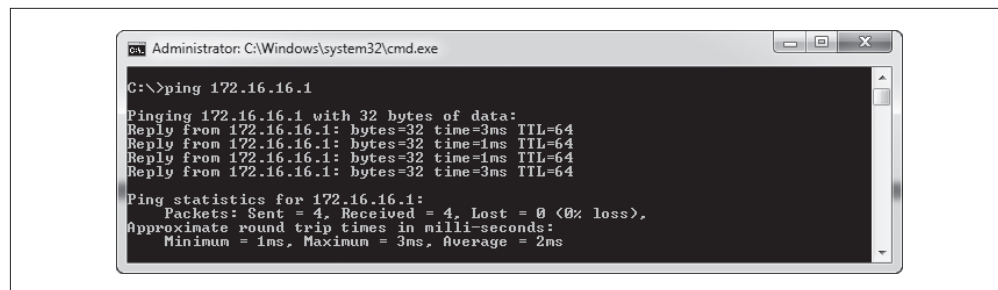 Administrator: C:\Windows\system32\cmd.exe
C:\>ping 172.16.16.1
Pinging 172.16.16.1 with 32 bytes of data:
Reply from 172.16.16.1: bytes=32 time=3ms TTL=64
Reply from 172.16.16.1: bytes=32 time=1ms TTL=64
Reply from 172.16.16.1: bytes=32 time=1ms TTL=64
Reply from 172.16.16.1: bytes=32 time=3ms TTL=64
Ping statistics for 172.16.16.1:
Packets: Sent = 4, Received = 4, Lost = 0 (0% loss),
Approximate round trip times in milli-seconds:
Minimum = 1ms, Maximum = 3ms, Average = 2ms